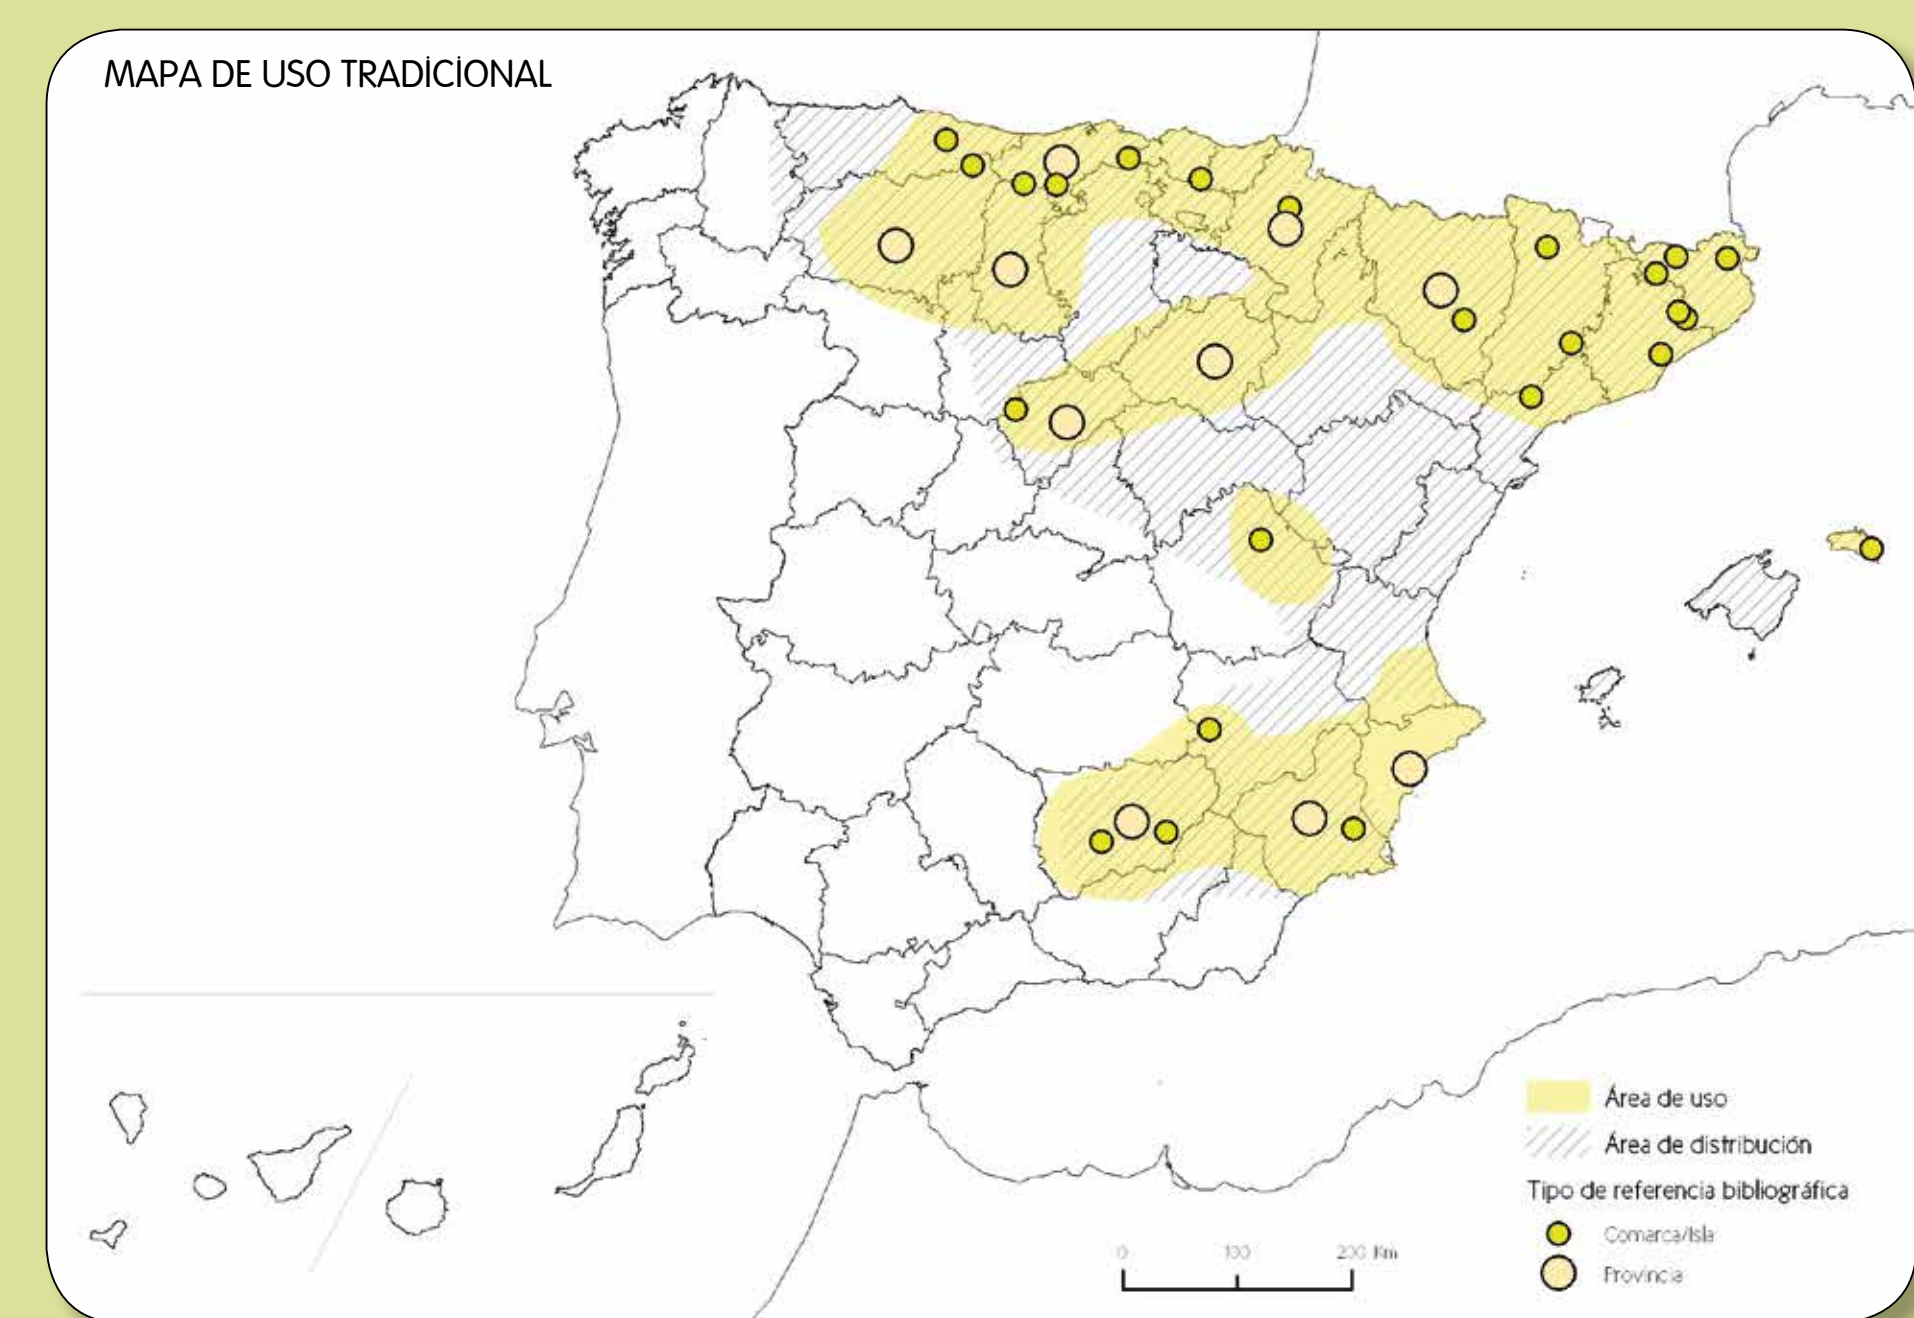 MAPA DE USO TRADICIONAL
Área de uso
Área de distribución
Tipo de referencia bibliográfica
Comarca/Isla
Provincia
0 100 200 Km